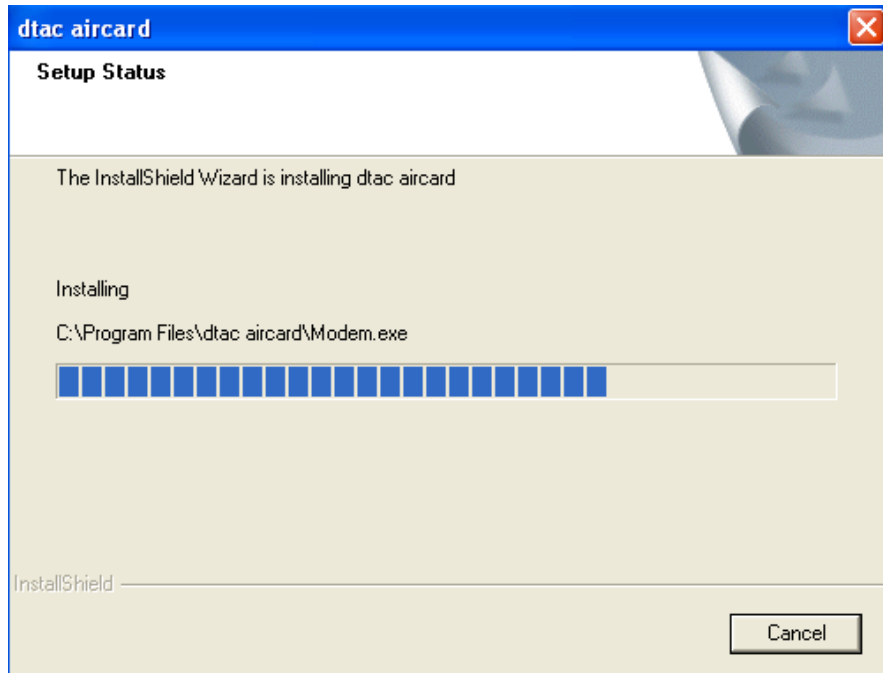 dtac aircard
Setup Status
The InstallShield Wizard is installing dtac aircard
Installing
C:\Program Files\dtac aircard\Modem.exe
InstallShield
Cancel